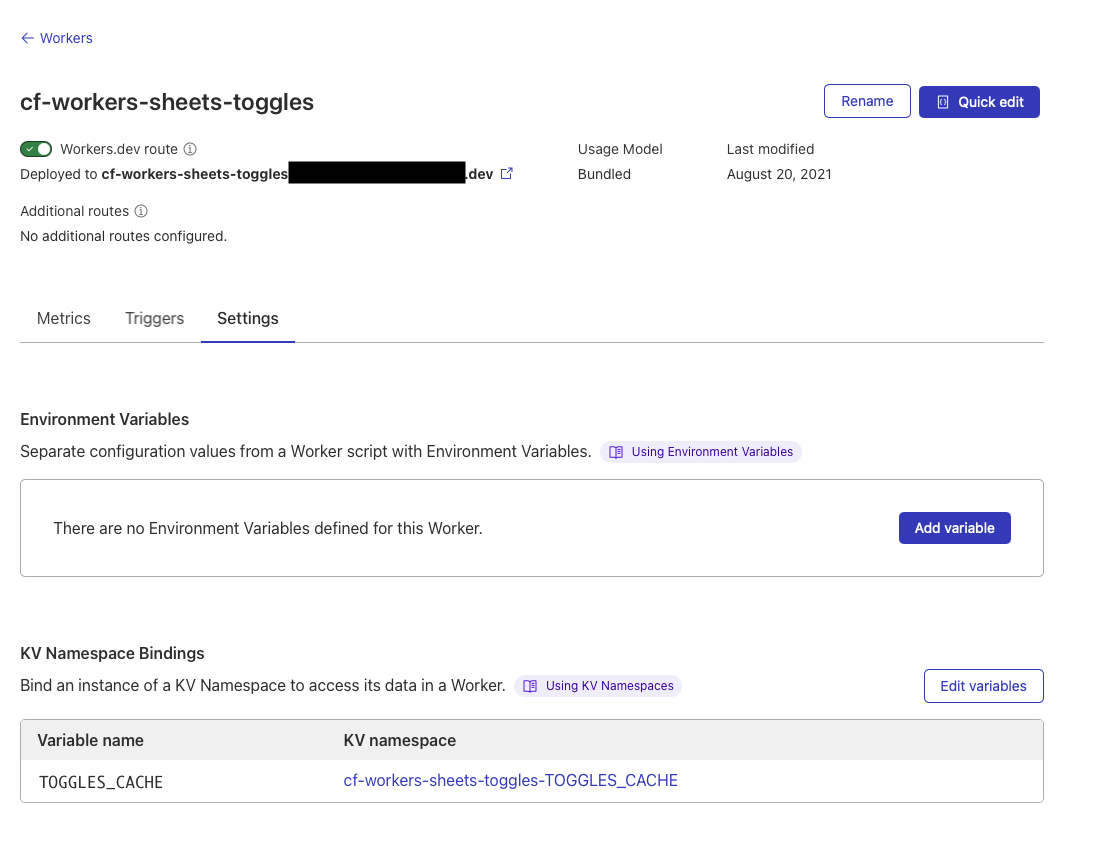 Workers
cf-workers-sheets-toggles
Rename
Quick edit
Workers.dev route
Usage Model
Last modified
Deployed to cf-workers-sheets-toggles .dev
Bundled
August 20, 2021
Additional routes
No additional routes configured.
Metrics
Triggers
Settings
Environment Variables
Separate configuration values from a Worker script with Environment Variables.
Using Environment Variables
There are no Environment Variables defined for this Worker.
Add variable
KV Namespace Bindings
Bind an instance of a KV Namespace to access its data in a Worker.
Using KV Namespaces
Edit variables
Variable name
KV namespace
TOGGLES_CACHE
cf-workers-sheets-toggles-TOGGLES_CACHE